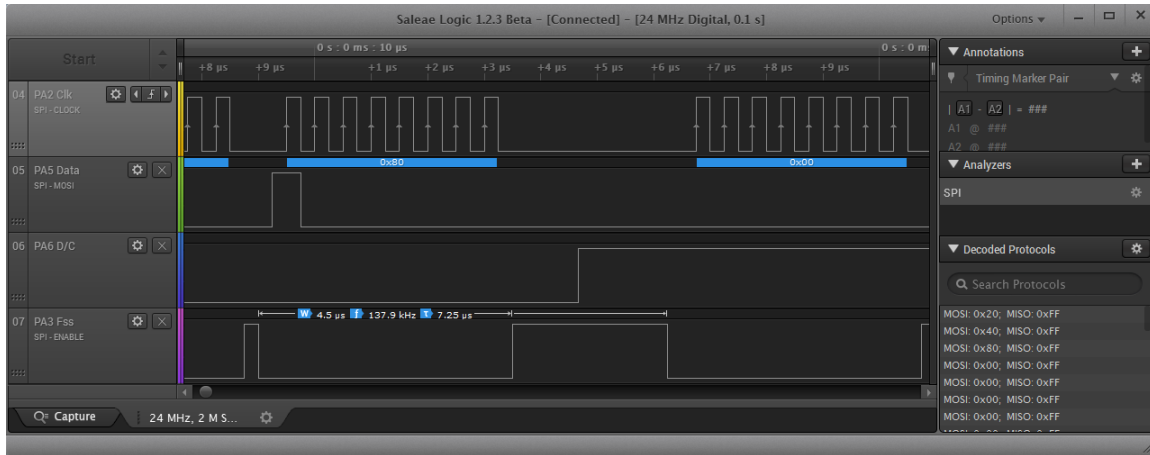 Saleae Logic 1.2.3 Beta - [Connected] - [24 MHz Digital, 0.1 s]
Options
Start
0 s : 0 ms : 10 µs
0 s : 0 m
+8 µs +9 µs +1 µs +2 µs +3 µs +4 µs +5 µs +6 µs +7 µs +8 µs +9 µs
04 PA2 Clk
SPI - CLOCK
05 PA5 Data
SPI - MOSI
0x80
0x00
06 PA6 D/C
07 PA3 Fss
SPI - ENABLE
W 4.5 µs f 137.9 kHz T 7.25 µs
Capture
24 MHz, 2 M S...
Annotations
Timing Marker Pair
| A1 - A2 | = ###
A1 @ ###
A2 @ ###
Analyzers
SPI
Decoded Protocols
Search Protocols
MOSI: 0x20; MISO: 0xFF
MOSI: 0x40; MISO: 0xFF
MOSI: 0x80; MISO: 0xFF
MOSI: 0x00; MISO: 0xFF
MOSI: 0x00; MISO: 0xFF
MOSI: 0x00; MISO: 0xFF
MOSI: 0x00; MISO: 0xFF